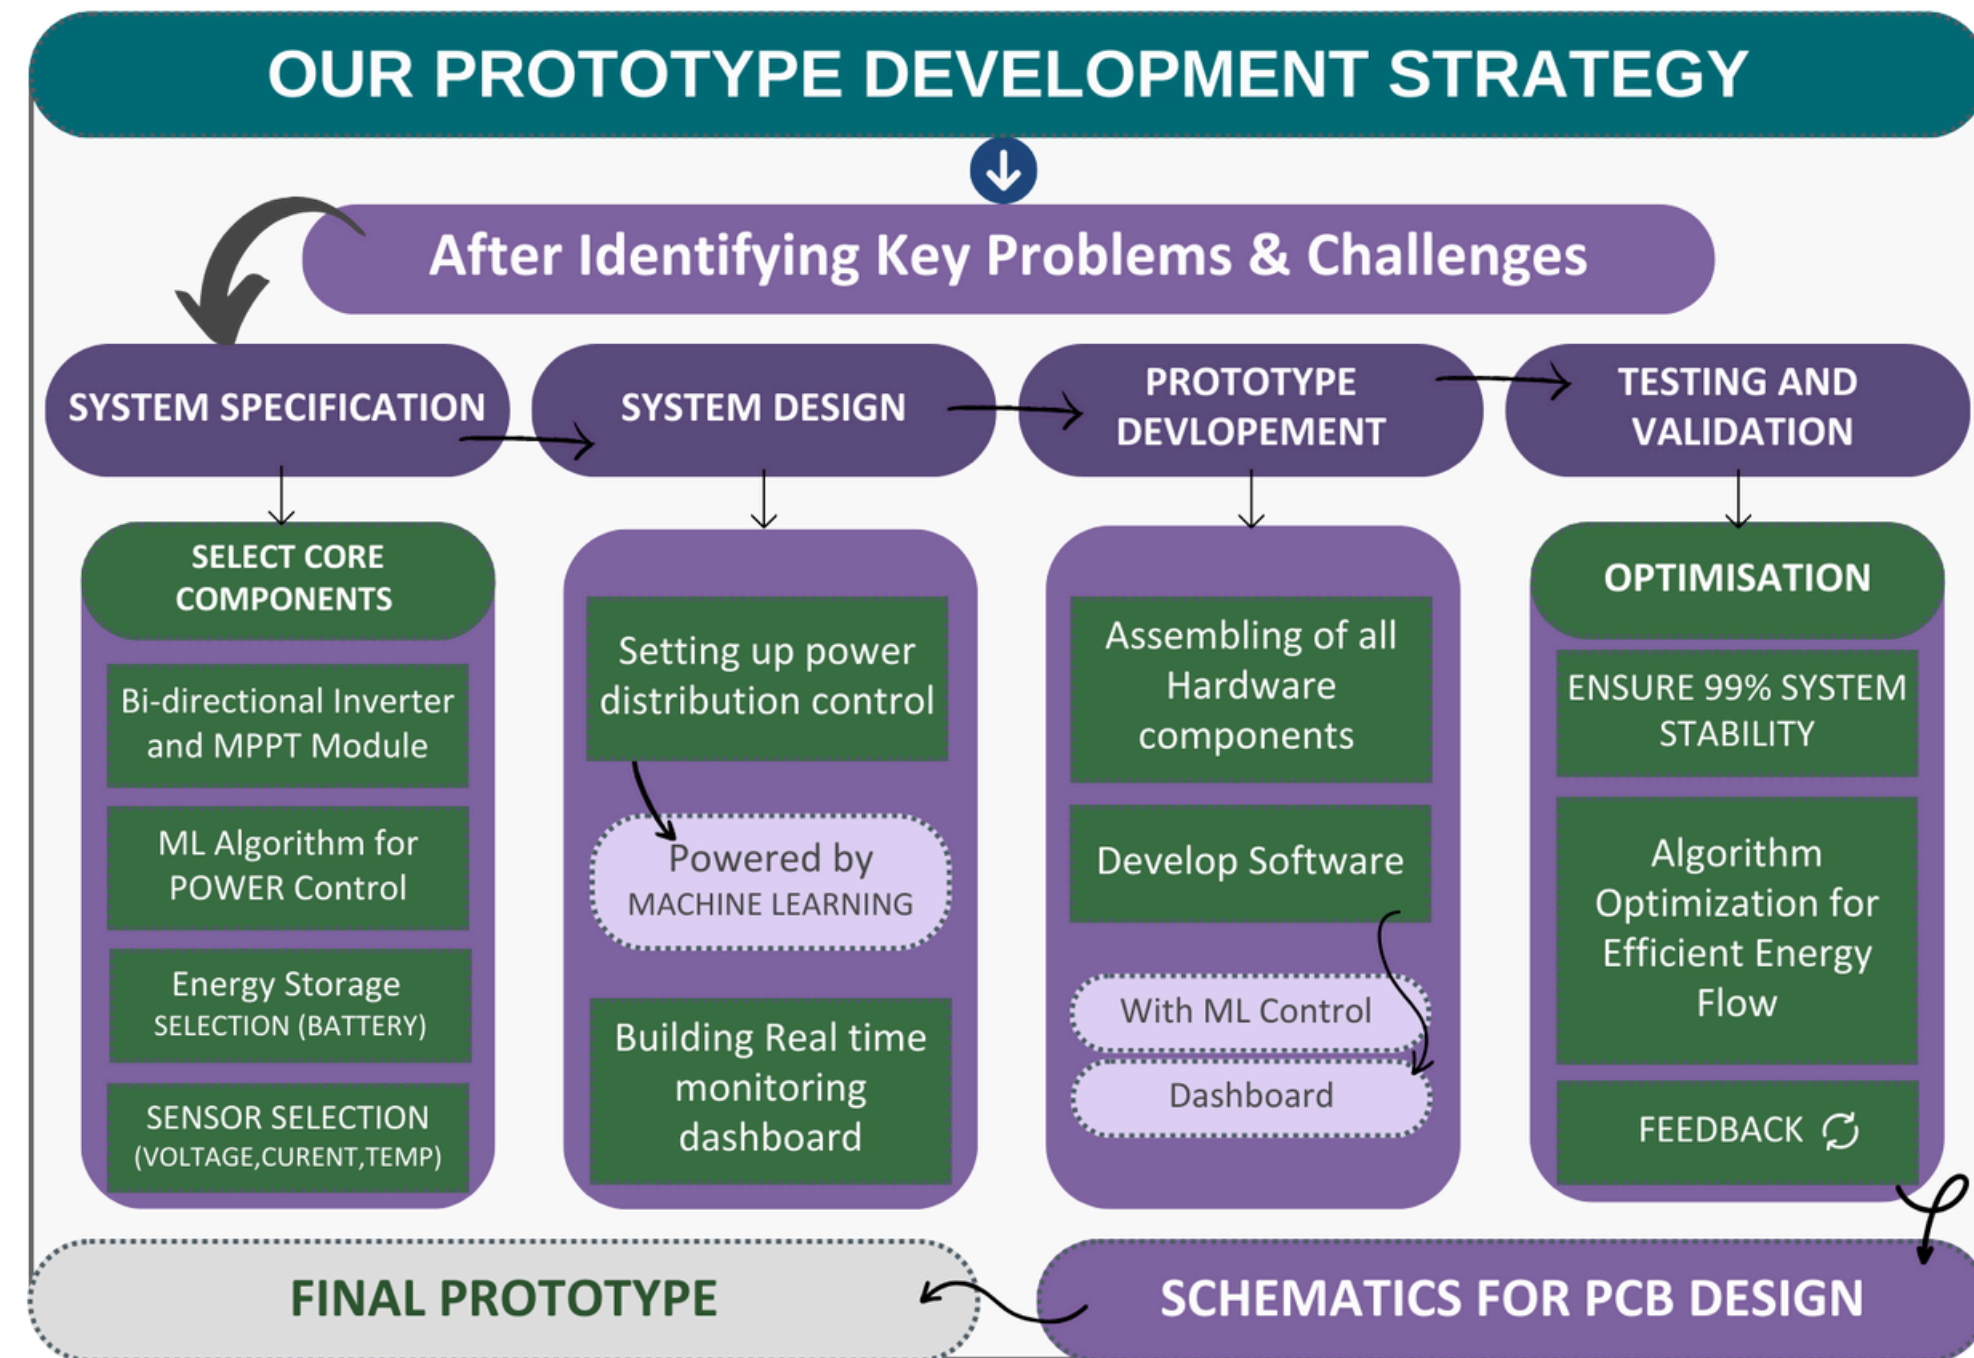 OUR PROTOTYPE DEVELOPMENT STRATEGY
After Identifying Key Problems & Challenges
SYSTEM SPECIFICATION
SYSTEM DESIGN
PROTOTYPE
DEVLOPEMENT
TESTING AND
VALIDATION
SELECT CORE
COMPONENTS
Bi-directional Inverter
and MPPT Module
ML Algorithm for
POWER Control
Energy Storage
SELECTION (BATTERY)
SENSOR SELECTION
(VOLTAGE,CURENT,TEMP)
Setting up power
distribution control
Powered by
MACHINE LEARNING
Building Real time
monitoring
dashboard
Assembling of all
Hardware
components
Develop Software
With ML Control
Dashboard
OPTIMISATION
ENSURE 99% SYSTEM
STABILITY
Algorithm
Optimization for
Efficient Energy
Flow
FEEDBACK
SCHEMATICS FOR PCB DESIGN
FINAL PROTOTYPE